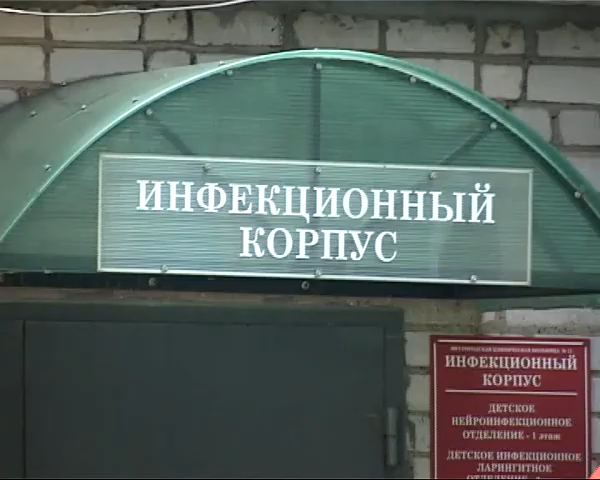 ИНФЕКЦИОННЫЙ
КОРПУС
ИНФЕКЦИОННЫЙ
КОРПУС
ДЕТСКОЕ
НЕЙРОИНФЕКЦИОННОЕ
ОТДЕЛЕНИЕ - 1 этаж
ДЕТСКОЕ ИНФЕКЦИОННОЕ
ЛАРИНГИТНОЕ